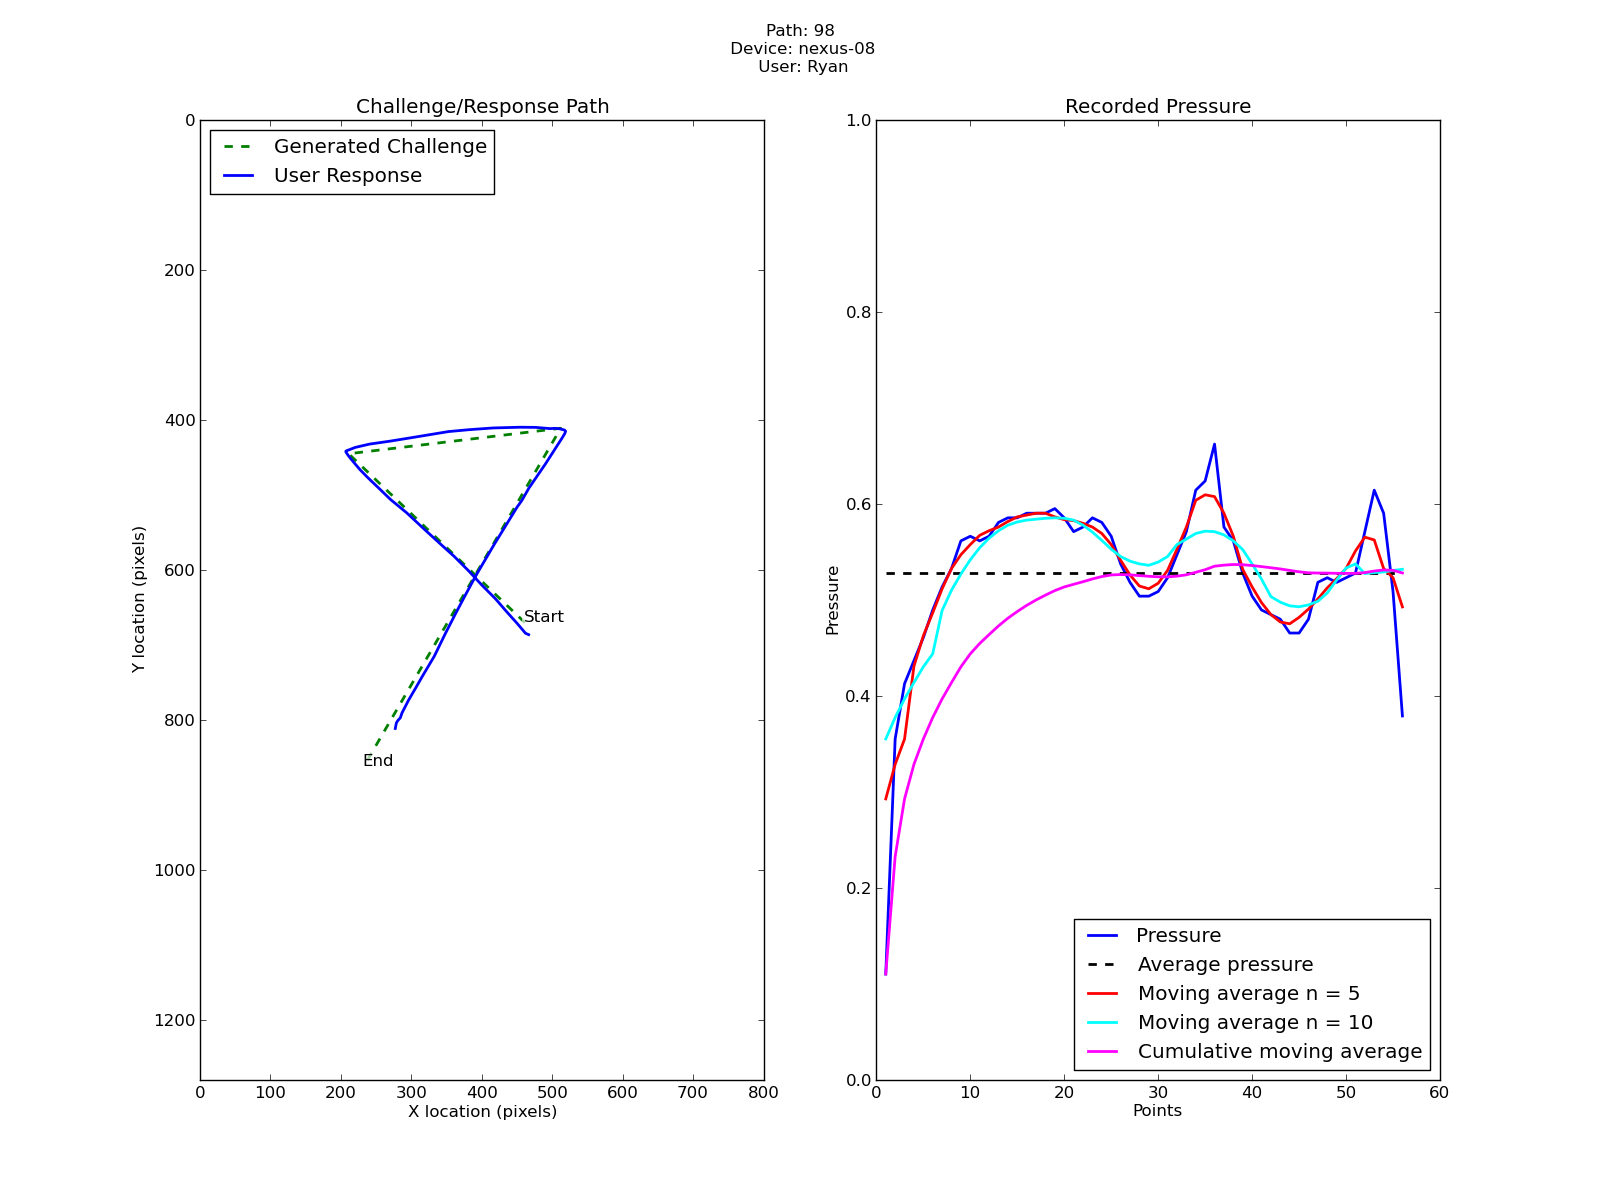 Path: 98
Device: nexus-08
User: Ryan
Challenge/Response Path
Generated Challenge
User Response
0
200
400
600
800
1000
1200
Y location (pixels)
Start
End
0 100 200 300 400 500 600 700 800
X location (pixels)
Recorded Pressure
1.0
0.8
0.6
0.4
0.2
0.0
Pressure
Pressure
Average pressure
Moving average n = 5
Moving average n = 10
Cumulative moving average
0 10 20 30 40 50 60
Points